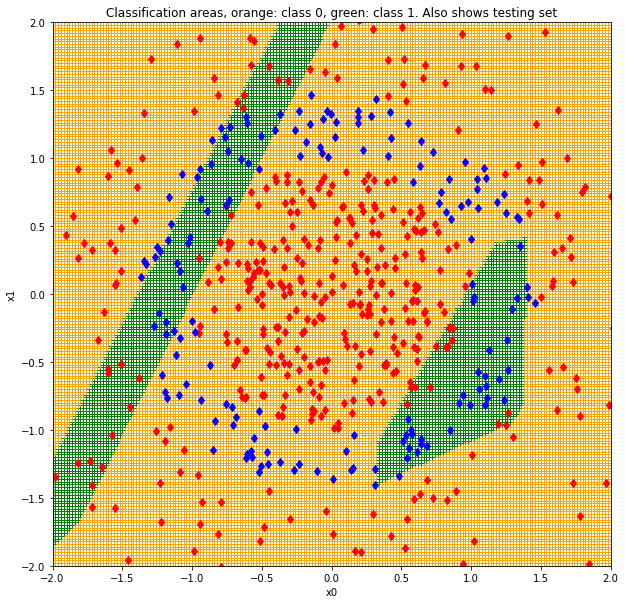 Classification areas, orange: class 0, green: class 1. Also shows testing set
2.0
1.5
1.0
0.5
0.0
−0.5
−1.0
−1.5
−2.0
x1
−2.0 −1.5 −1.0 −0.5 0.0 0.5 1.0 1.5 2.0
x0